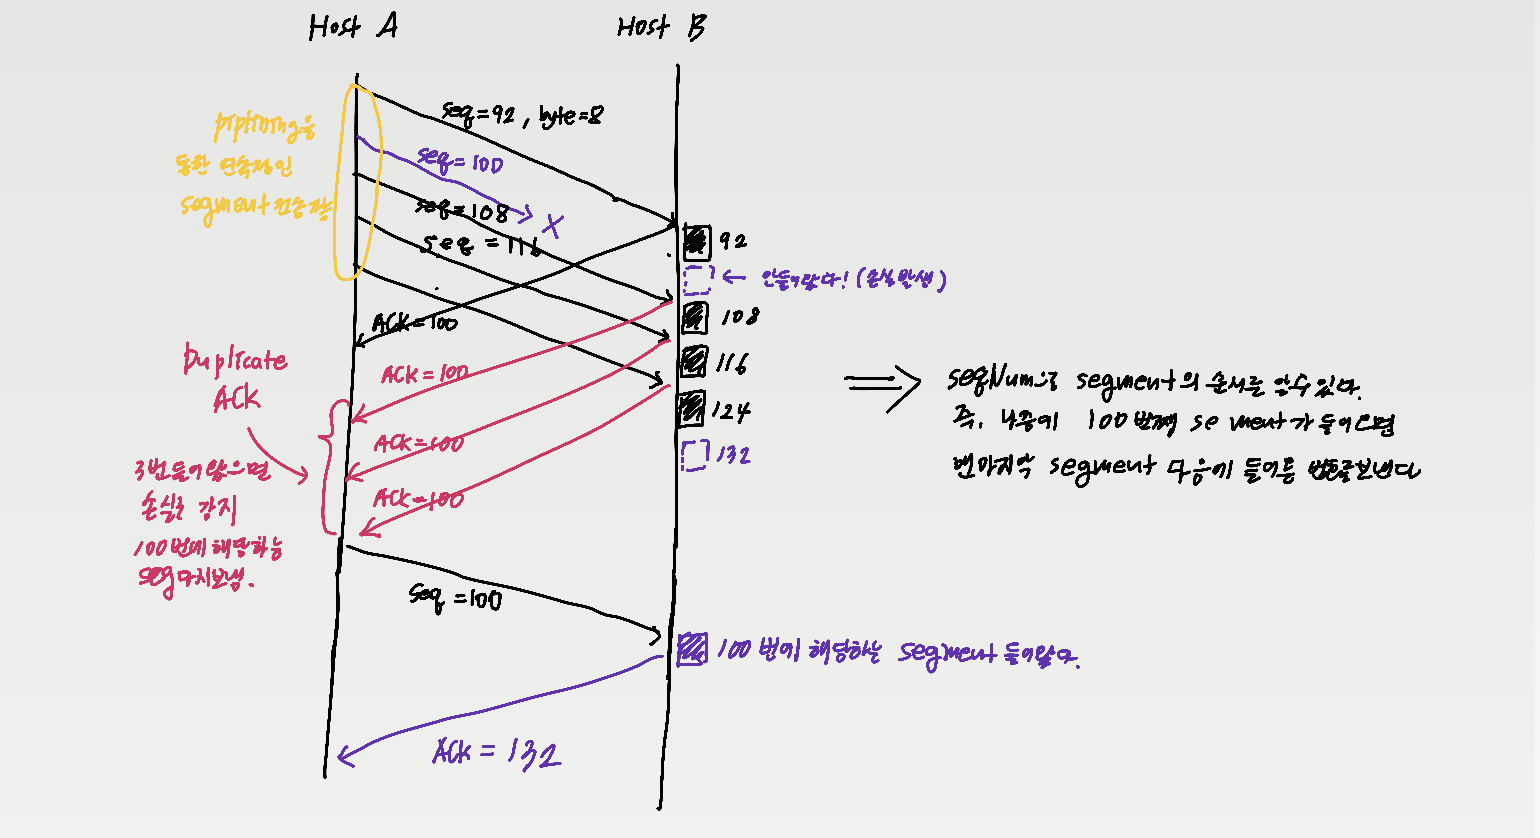 Host A
Host B
seq=92, byte=8
piplining을
통한 연속적인
segment 전송
seq=100
X
seq=108
seq=116
92
← 안들어왔다! (손실발생)
108
116
124
132
ACK=100
Duplicate
ACK
ACK=100
ACK=100
ACK=100
3번들어왔으면
손실로 감지
100번에 해당하는
seg 다시보냄.
⇒ seqNum으로 segment의 순서를 알수있다.
즉, 나중에 100번째 se ment가 들어오면
맨마지막 segment 다음에 들어올 번호를보낸다
seq=100
100번에 해당하는 segment 들어왔다.
ACK = 132